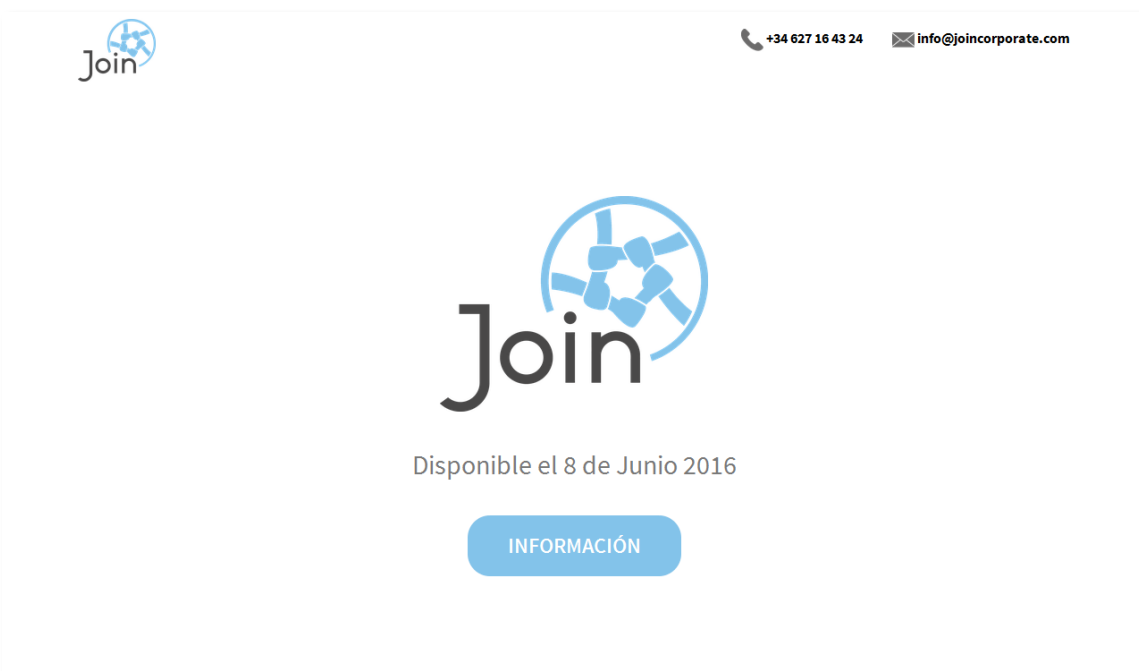 Join
+34 627 16 43 24
info@joincorporate.com
Join
Disponible el 8 de Junio 2016
INFORMACIÓN